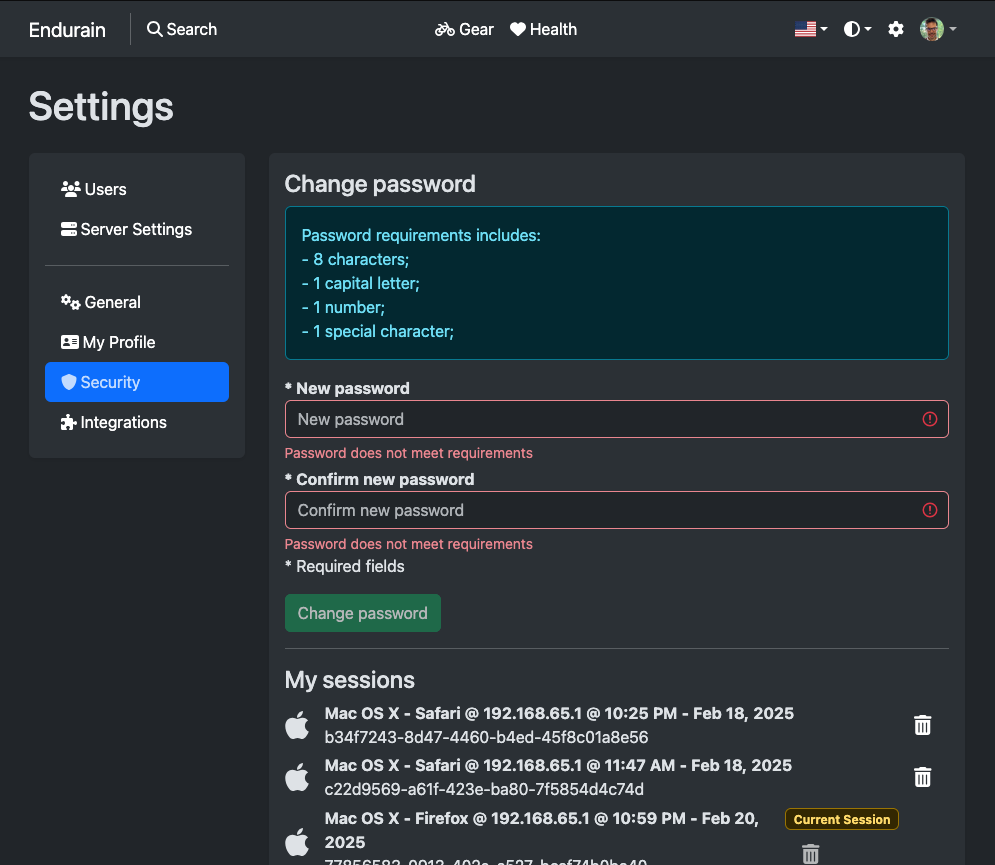 Endurain
Search
Gear
Health
Settings
Users
Server Settings
General
My Profile
Security
Integrations
Change password
Password requirements includes:
- 8 characters;
- 1 capital letter;
- 1 number;
- 1 special character;
* New password
New password
Password does not meet requirements
* Confirm new password
Confirm new password
Password does not meet requirements
* Required fields
Change password
My sessions
Mac OS X - Safari @ 192.168.65.1 @ 10:25 PM - Feb 18, 2025
b34f7243-8d47-4460-b4ed-45f8c01a8e56
Mac OS X - Safari @ 192.168.65.1 @ 11:47 AM - Feb 18, 2025
c22d9569-a61f-423e-ba80-7f5854d4c74d
Mac OS X - Firefox @ 192.168.65.1 @ 10:59 PM - Feb 20,
2025
Current Session